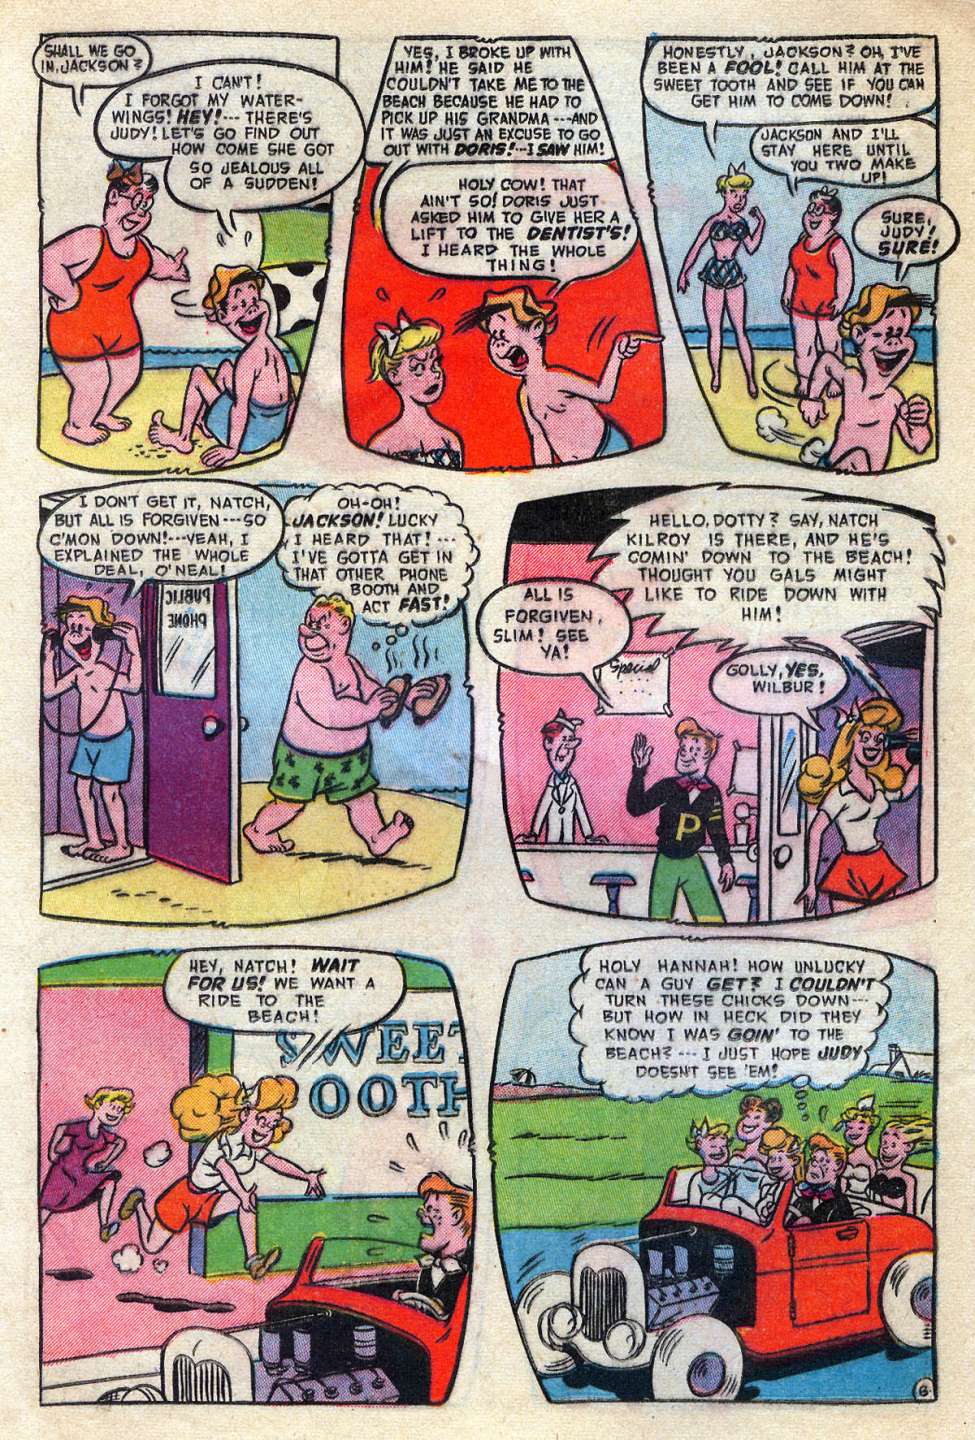 SHALL WE GO
IN, JACKSON?
I CAN'T!
I FORGOT MY WATER-
WINGS! HEY!--- THERE'S
JUDY! LET'S GO FIND OUT
HOW COME SHE GOT
SO JEALOUS ALL
OF A SUDDEN!
YES, I BROKE UP WITH
HIM! HE SAID HE
COULDN'T TAKE ME TO THE
BEACH BECAUSE HE HAD TO
PICK UP HIS GRANDMA ---AND
IT WAS JUST AN EXCUSE TO GO
OUT WITH DORIS!--I SAW HIM!
HOLY COW! THAT
AIN'T SO! DORIS JUST
ASKED HIM TO GIVE HER A
LIFT TO THE DENTIST'S!
I HEARD THE WHOLE
THING!
HONESTLY, JACKSON? OH, I'VE
BEEN A FOOL! CALL HIM AT THE
SWEET TOOTH AND SEE IF YOU CAN
GET HIM TO COME DOWN!
JACKSON AND I'LL
STAY HERE UNTIL
YOU TWO MAKE
UP!
SURE,
JUDY!
SURE!
I DON'T GET IT, NATCH,
BUT ALL IS FORGIVEN---SO
C'MON DOWN!---YEAH, I
EXPLAINED THE WHOLE
DEAL, O'NEAL!
PUBLIC
PHONE
OH-OH!
JACKSON! LUCKY
I HEARD THAT!---
I'VE GOTTA GET IN
THAT OTHER PHONE
BOOTH AND
ACT FAST!
ALL IS
FORGIVEN,
SLIM! SEE
YA!
HELLO, DOTTY? SAY, NATCH
KILROY IS THERE, AND HE'S
COMIN' DOWN TO THE BEACH!
THOUGHT YOU GALS MIGHT
LIKE TO RIDE DOWN WITH
HIM!
Special
GOLLY, YES,
WILBUR!
P
HEY, NATCH! WAIT
FOR US! WE WANT A
RIDE TO THE
BEACH!
SWEET
OOTH
HOLY HANNAH! HOW UNLUCKY
CAN A GUY GET? I COULDN'T
TURN THESE CHICKS DOWN---
BUT HOW IN HECK DID THEY
KNOW I WAS GOIN' TO THE
BEACH?--- I JUST HOPE JUDY
DOESN'T SEE 'EM!
6